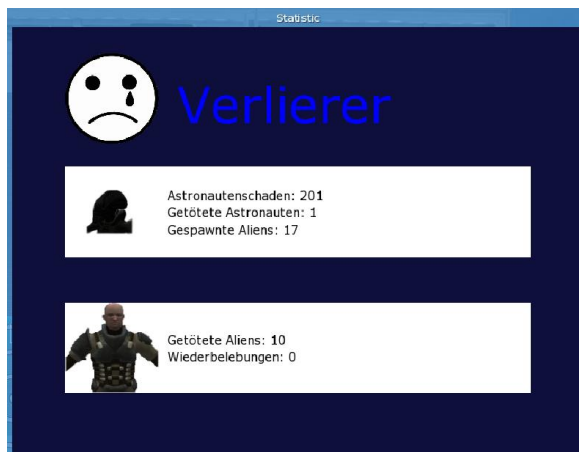 Statistic
Verlierer
Astronautenschaden: 201
Getötete Astronauten: 1
Gespawnte Aliens: 17
Getötete Aliens: 10
Wiederbelebungen: 0